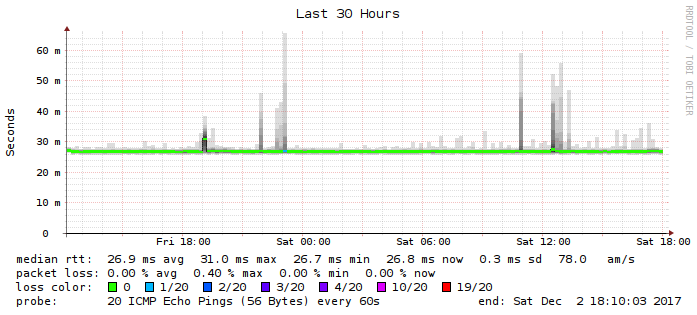 Last 30 Hours
RRDTOOL / TOBI OETIKER
Seconds
60 m
50 m
40 m
30 m
20 m
10 m
0
Fri 18:00 Sat 00:00 Sat 06:00 Sat 12:00 Sat 18:00
median rtt: 26.9 ms avg 31.0 ms max 26.7 ms min 26.8 ms now 0.3 ms sd 78.0 am/s
packet loss: 0.00 % avg 0.40 % max 0.00 % min 0.00 % now
loss color: 0 1/20 2/20 3/20 4/20 10/20 19/20
probe: 20 ICMP Echo Pings (56 Bytes) every 60s end: Sat Dec 2 18:10:03 2017